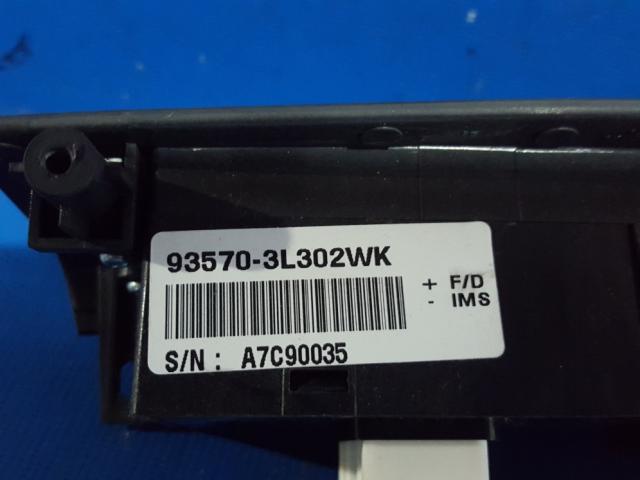 93570-3L302WK
+ F/D
- IMS
S/N : A7C90035